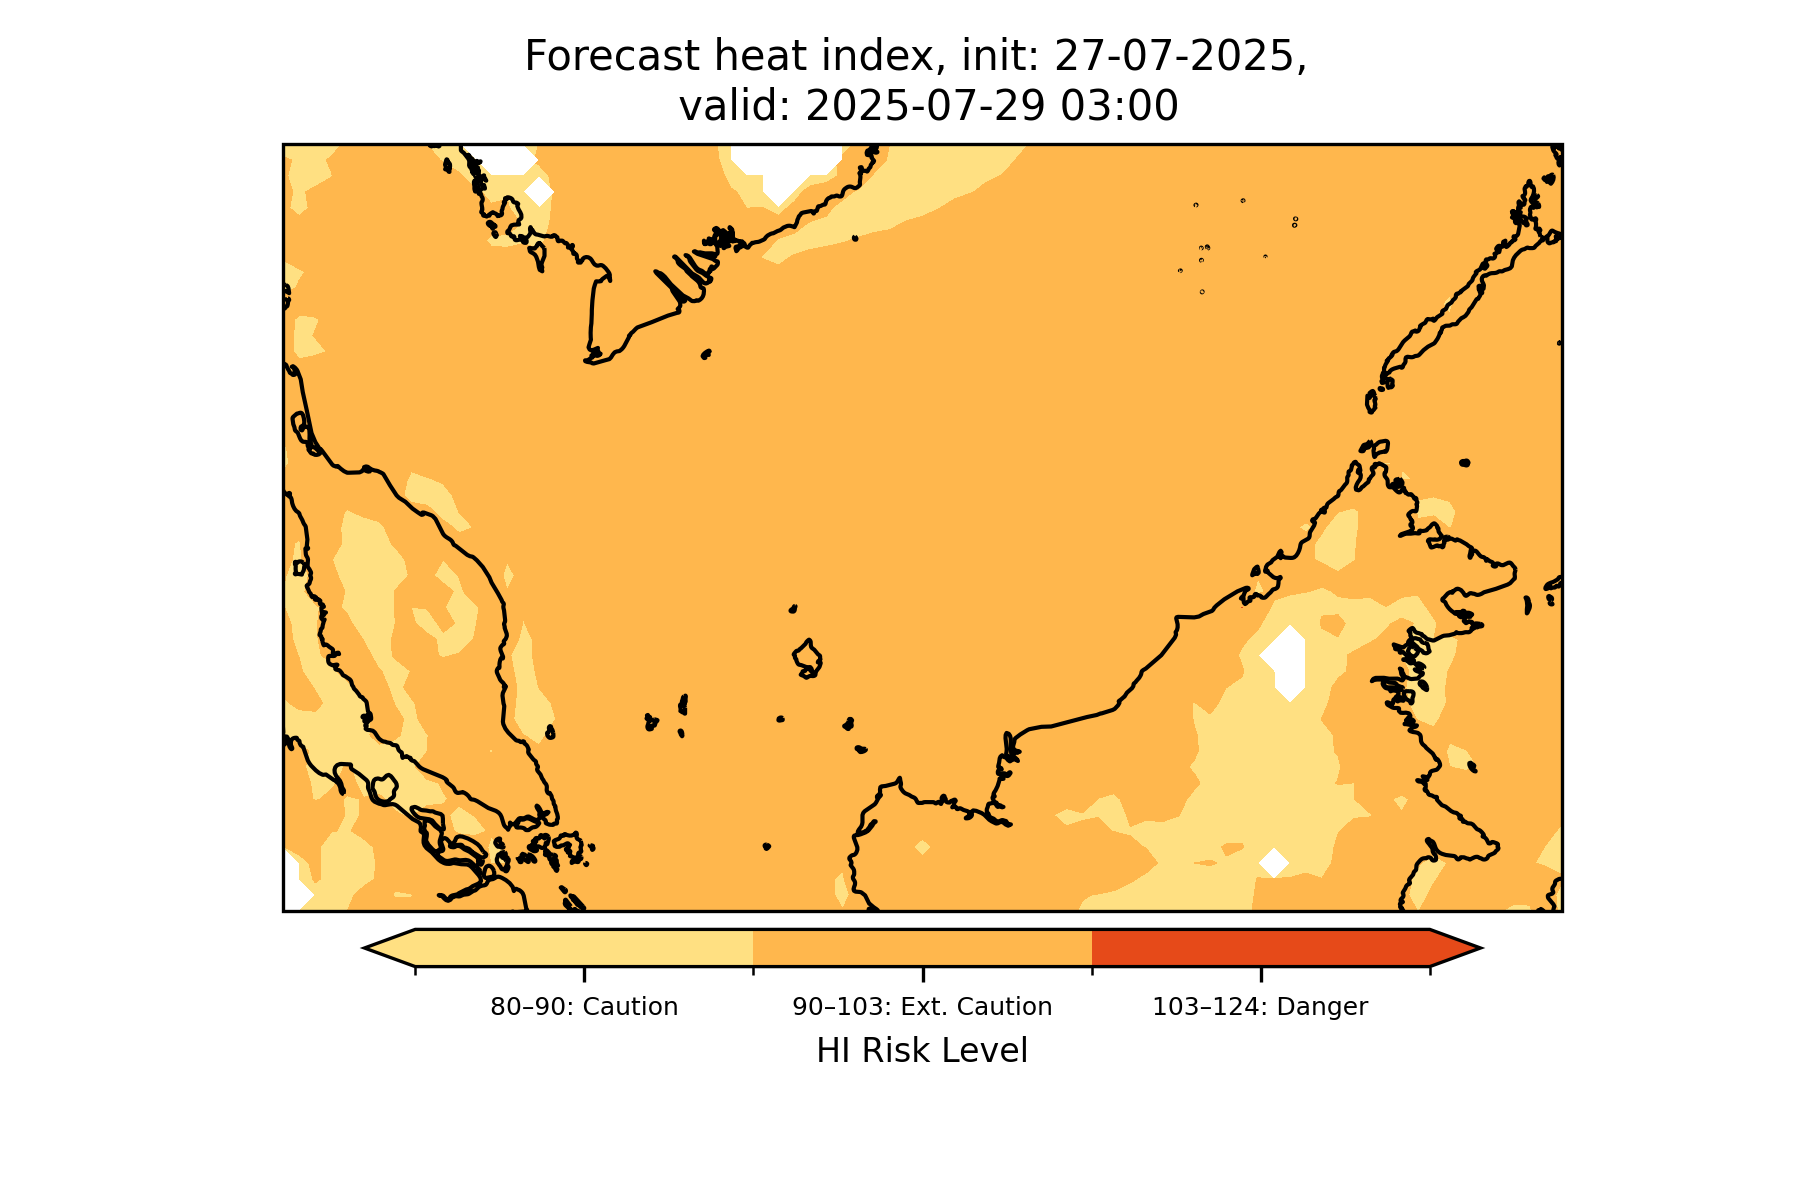 Forecast heat index, init: 27-07-2025,
valid: 2025-07-29 03:00
80–90: Caution
90–103: Ext. Caution
103–124: Danger
HI Risk Level